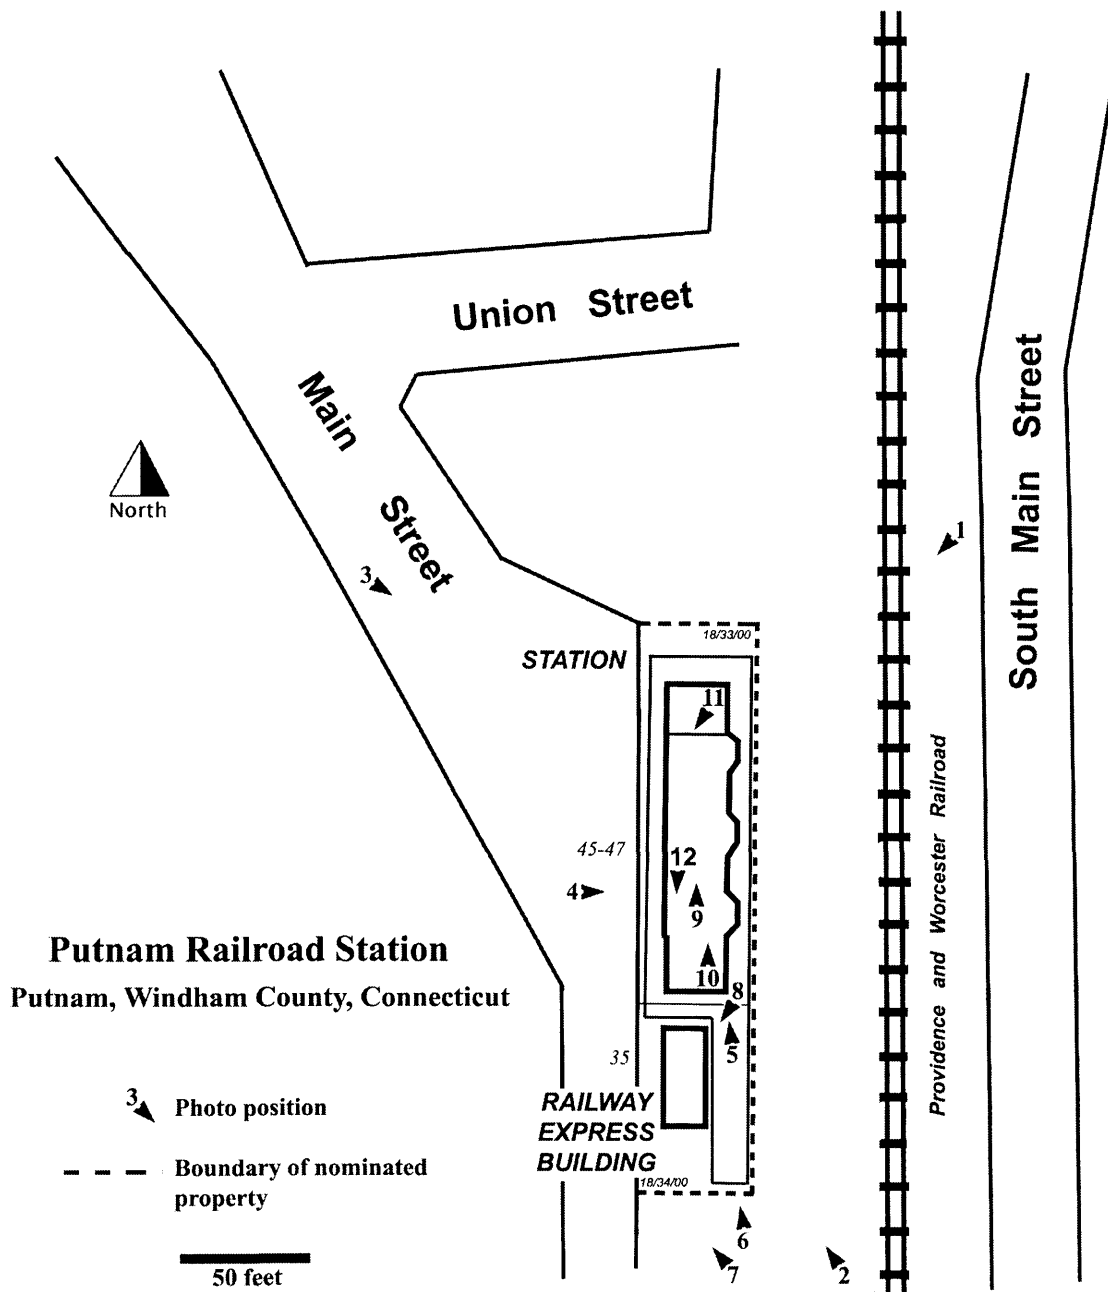 Union Street
Main
Street
North
South Main Street
1
3
18/33/00
STATION
11
Providence and Worcester Railroad
45-47
12
4
9
Putnam Railroad Station
10
Putnam, Windham County, Connecticut
8
5
35
RAILWAY
EXPRESS
BUILDING
3
Photo position
Boundary of nominated
property
18/34/00
6
7
2
50 feet